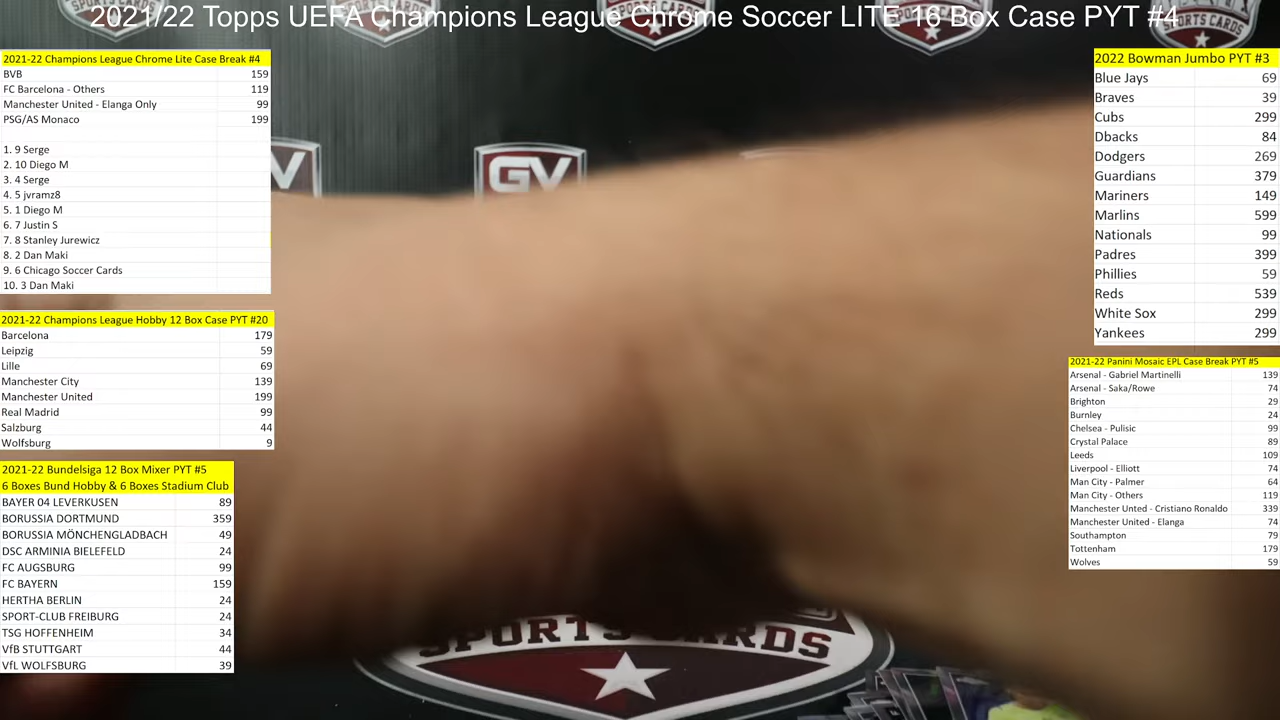 2021/22 Topps UEFA Champions League Chrome Soccer LITE 16 Box Case PYT #4
SPORTS CARDS
2021-22 Champions League Chrome Lite Case Break #4
BVB 159
FC Barcelona - Others 119
Manchester United - Elanga Only 99
PSG/AS Monaco 199
1. 9 Serge
2. 10 Diego M
3. 4 Serge
4. 5 jvramz8
5. 1 Diego M
6. 7 Justin S
7. 8 Stanley Jurewicz
8. 2 Dan Maki
9. 6 Chicago Soccer Cards
10. 3 Dan Maki
GV
2021-22 Champions League Hobby 12 Box Case PYT #20
Barcelona 179
Leipzig 59
Lille 69
Manchester City 139
Manchester United 199
Real Madrid 99
Salzburg 44
Wolfsburg 9
2021-22 Bundelsiga 12 Box Mixer PYT #5
6 Boxes Bund Hobby & 6 Boxes Stadium Club
BAYER 04 LEVERKUSEN 89
BORUSSIA DORTMUND 359
BORUSSIA MÖNCHENGLADBACH 49
DSC ARMINIA BIELEFELD 24
FC AUGSBURG 99
FC BAYERN 159
HERTHA BERLIN 24
SPORT-CLUB FREIBURG 24
TSG HOFFENHEIM 34
VfB STUTTGART 44
VfL WOLFSBURG 39
2022 Bowman Jumbo PYT #3
Blue Jays 69
Braves 39
Cubs 299
Dbacks 84
Dodgers 269
Guardians 379
Mariners 149
Marlins 599
Nationals 99
Padres 399
Phillies 59
Reds 539
White Sox 299
Yankees 299
2021-22 Panini Mosaic EPL Case Break PYT #5
Arsenal - Gabriel Martinelli 139
Arsenal - Saka/Rowe 74
Brighton 29
Burnley 24
Chelsea - Pulisic 99
Crystal Palace 89
Leeds 109
Liverpool - Elliott 74
Man City - Palmer 64
Man City - Others 119
Manchester Unted - Cristiano Ronaldo 339
Manchester United - Elanga 74
Southampton 79
Tottenham 179
Wolves 59
SPORTS CARDS